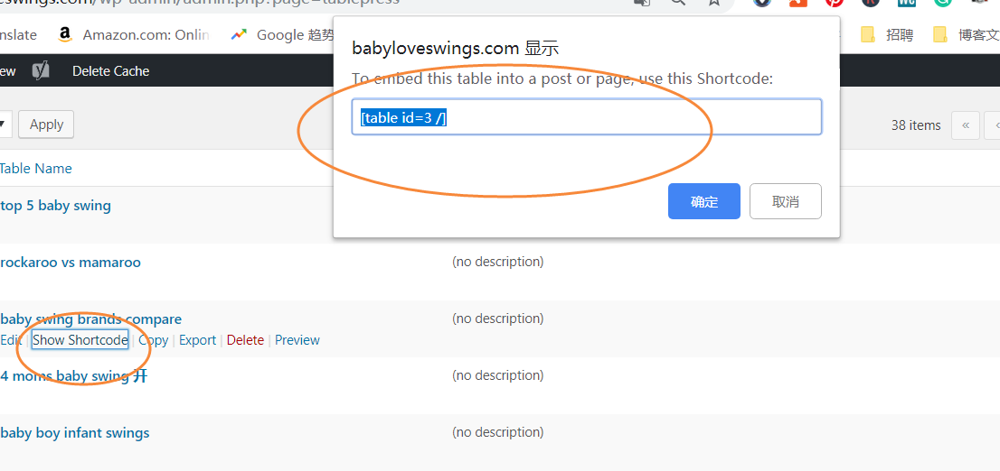 eswings.com/wp-admin/admin.php?page=tablepress
nslate Amazon.com: Onlin Google 趋势 招聘 博客文
ew Delete Cache
babyloveswings.com 显示
To embed this table into a post or page, use this Shortcode:
[table id=3 /]
确定 取消
Apply 38 items « ‹
Table Name
top 5 baby swing
rockaroo vs mamaroo (no description)
baby swing brands compare (no description)
Edit | Show Shortcode | Copy | Export | Delete | Preview
4 moms baby swing 开 (no description)
baby boy infant swings (no description)